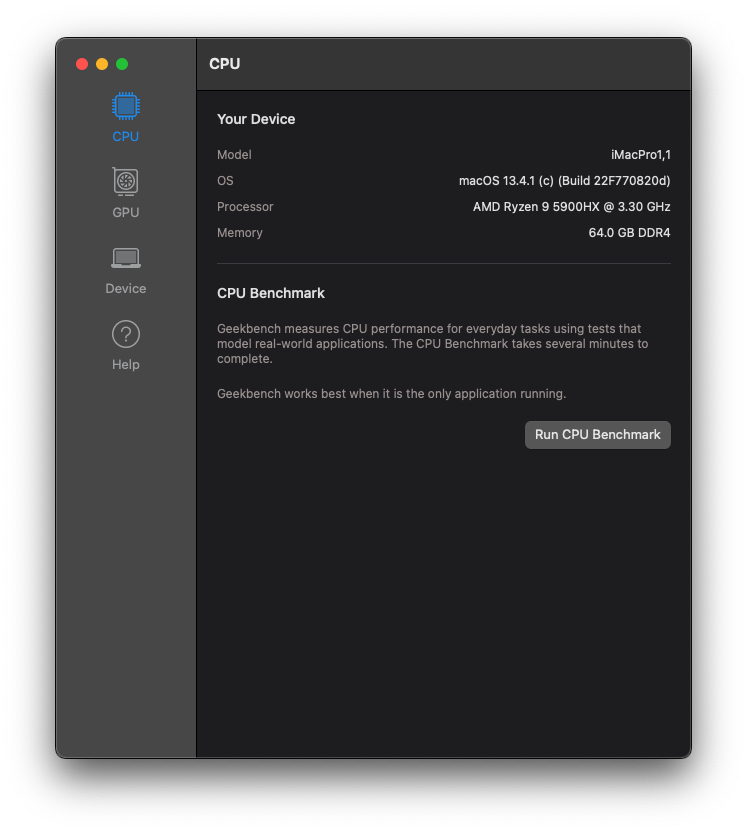 CPU
CPU
GPU
Device
Help
Your Device
Model iMacPro1,1
OS macOS 13.4.1 (c) (Build 22F770820d)
Processor AMD Ryzen 9 5900HX @ 3.30 GHz
Memory 64.0 GB DDR4
CPU Benchmark
Geekbench measures CPU performance for everyday tasks using tests that
model real-world applications. The CPU Benchmark takes several minutes to
complete.
Geekbench works best when it is the only application running.
Run CPU Benchmark